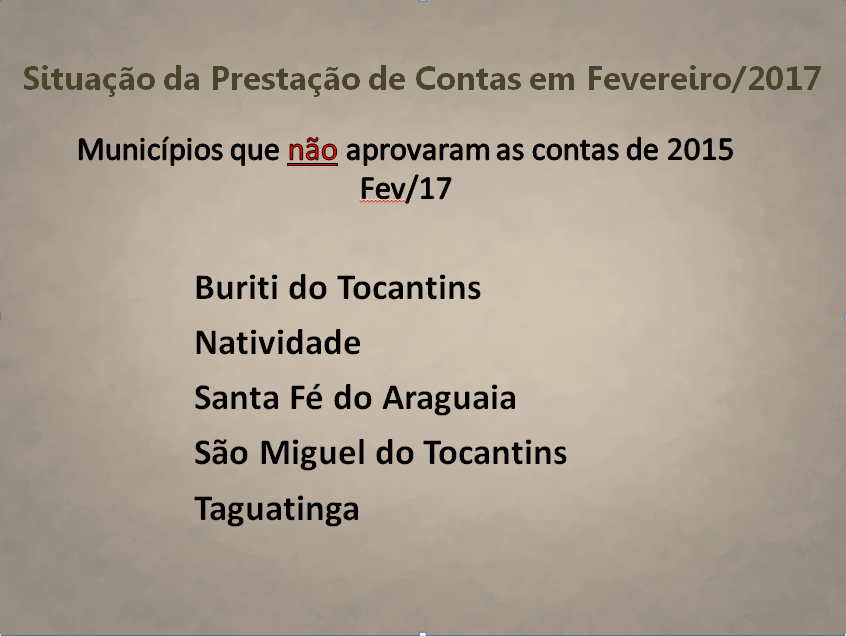 Situação da Prestação de Contas em Fevereiro/2017
Municípios que não aprovaram as contas de 2015
Fev/17
Buriti do Tocantins
Natividade
Santa Fé do Araguaia
São Miguel do Tocantins
Taguatinga